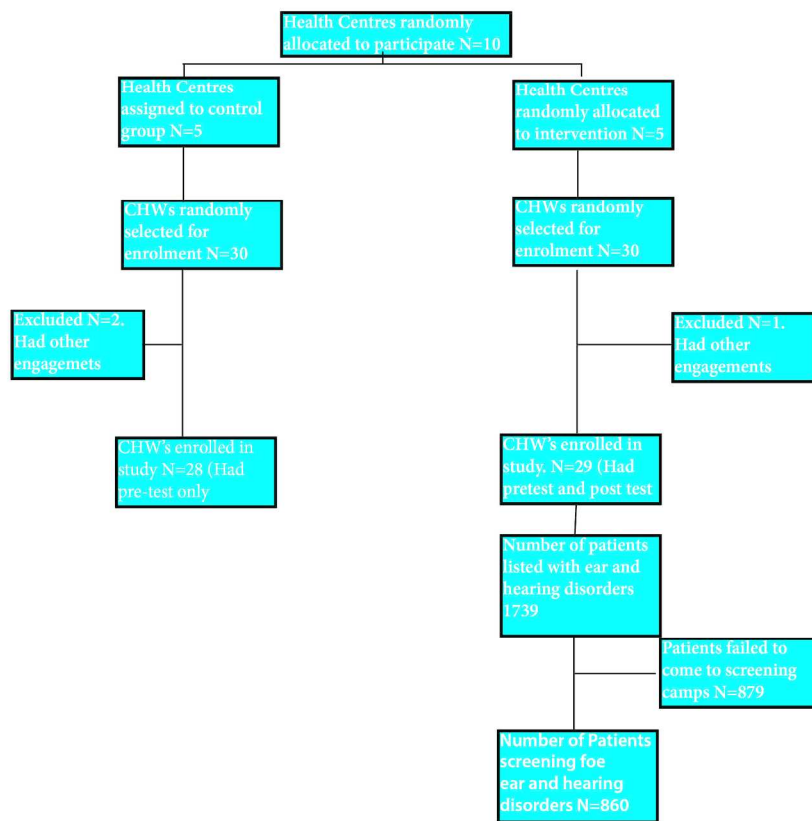 Health Centres randomly
allocated to participate N=10
Health Centres
assigned to control
group N=5
Health Centres
randomly allocated
to intervention N=5
CHWs randomly
selected for
enrolment N=30
CHWs randomly
selected for
enrolment N=30
Excluded N=2.
Had other
engagemets
Excluded N=1.
Had other
engagements
CHW's enrolled in
study N=28 (Had
pre-test only
CHW's enrolled in
study. N=29 (Had
pretest and post test
Number of patients
listed with ear and
hearing disorders
1739
Patients failed to
come to screening
camps N=879
Number of Patients
screening foe
ear and hearing
disorders N=860